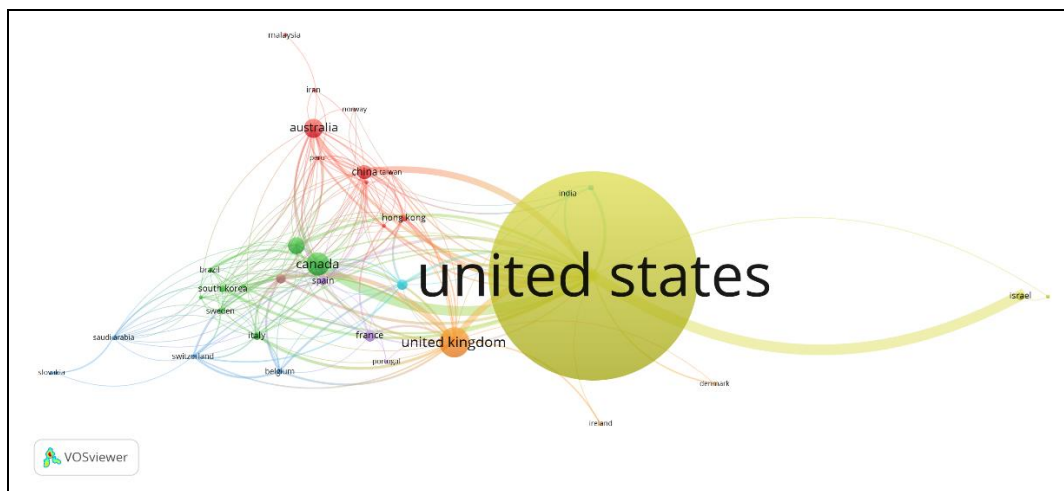 malaysia
iran
norway
australia
peru
china
taiwan
india
hong kong
canada
brazil
spain
united states
south korea
israel
sweden
saudi arabia
italy
france
united kingdom
switzerland
portugal
slovakia
belgium
denmark
ireland
VOSviewer